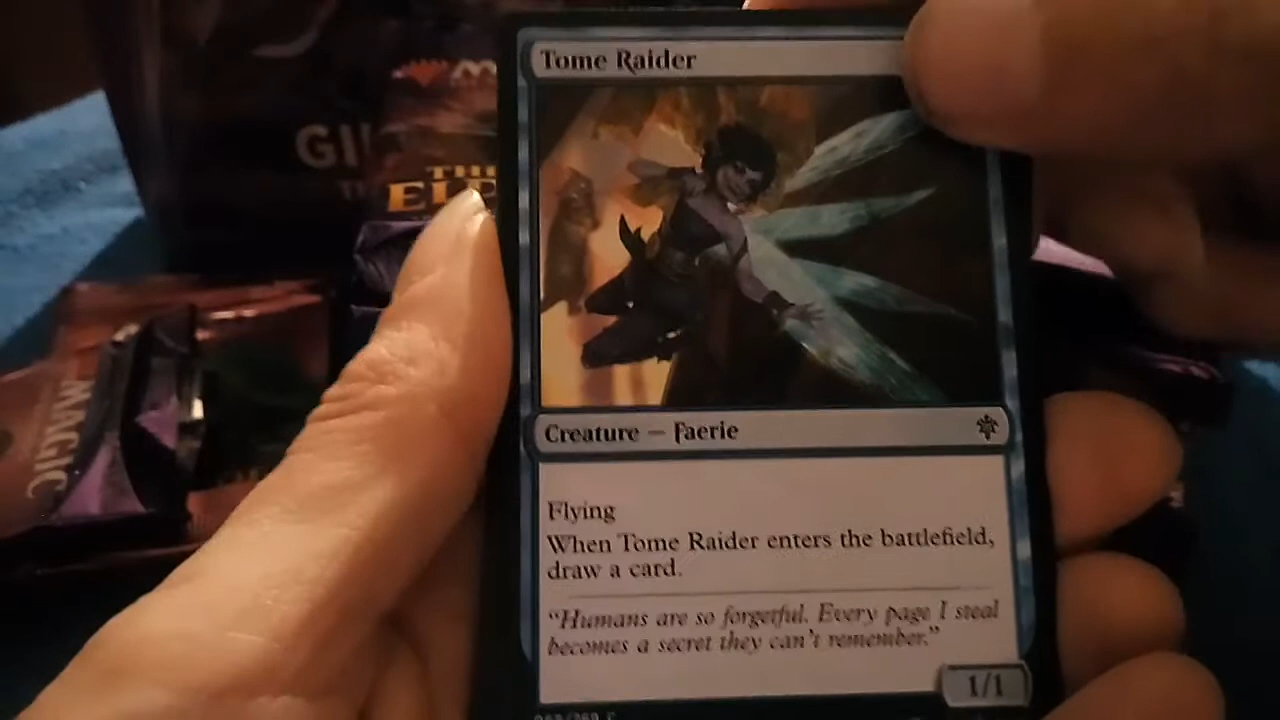 Tome Raider
Creature — Faerie
Flying
When Tome Raider enters the battlefield,
draw a card.
"Humans are so forgetful. Every page I steal
becomes a secret they can't remember."
1/1
MAGIC